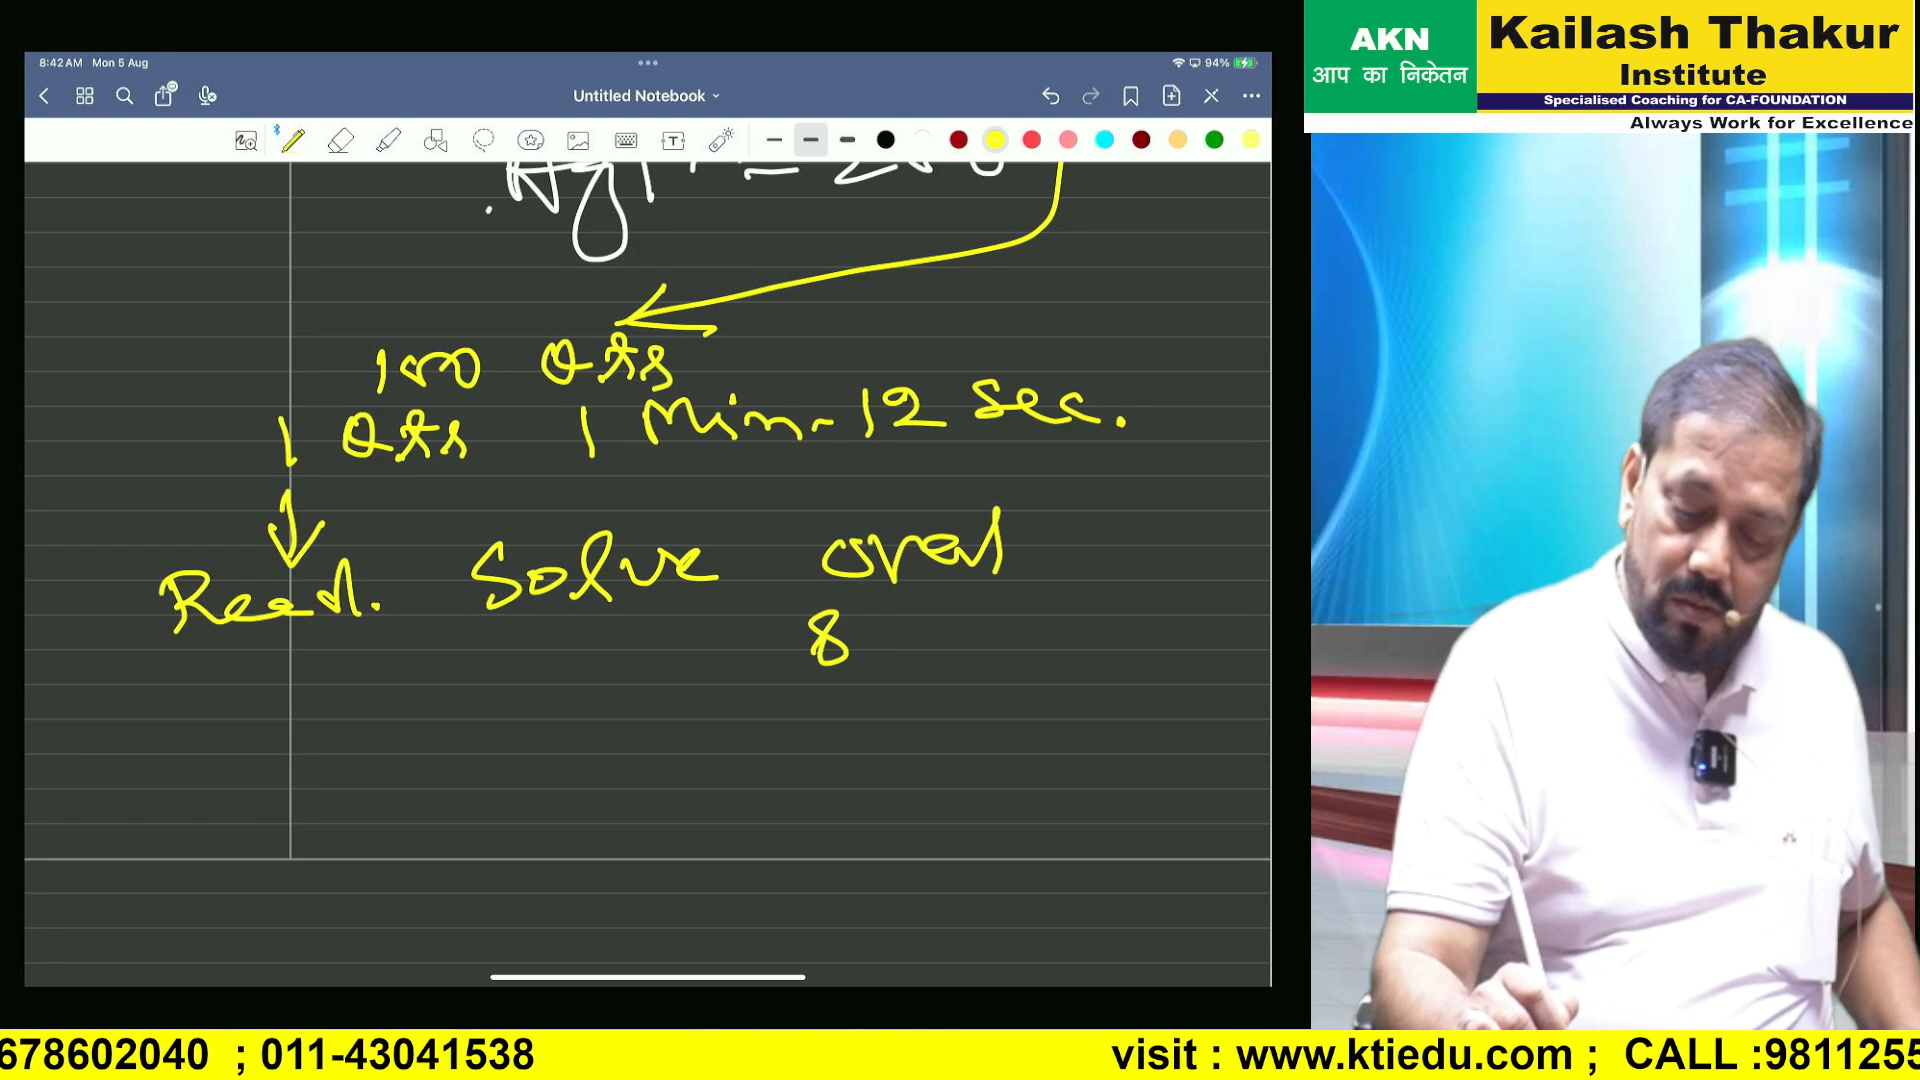 8:42 AM Mon 5 Aug
94%
Untitled Notebook
100 Qts
1 Qts 1 Min- 12 Sec.
Read. Solve oval
8
AKN
आप का निकेतन
Kailash Thakur
Institute
Specialised Coaching for CA-FOUNDATION
Always Work for Excellence
678602040 ; 011-43041538
visit : www.ktiedu.com ; CALL :9811255